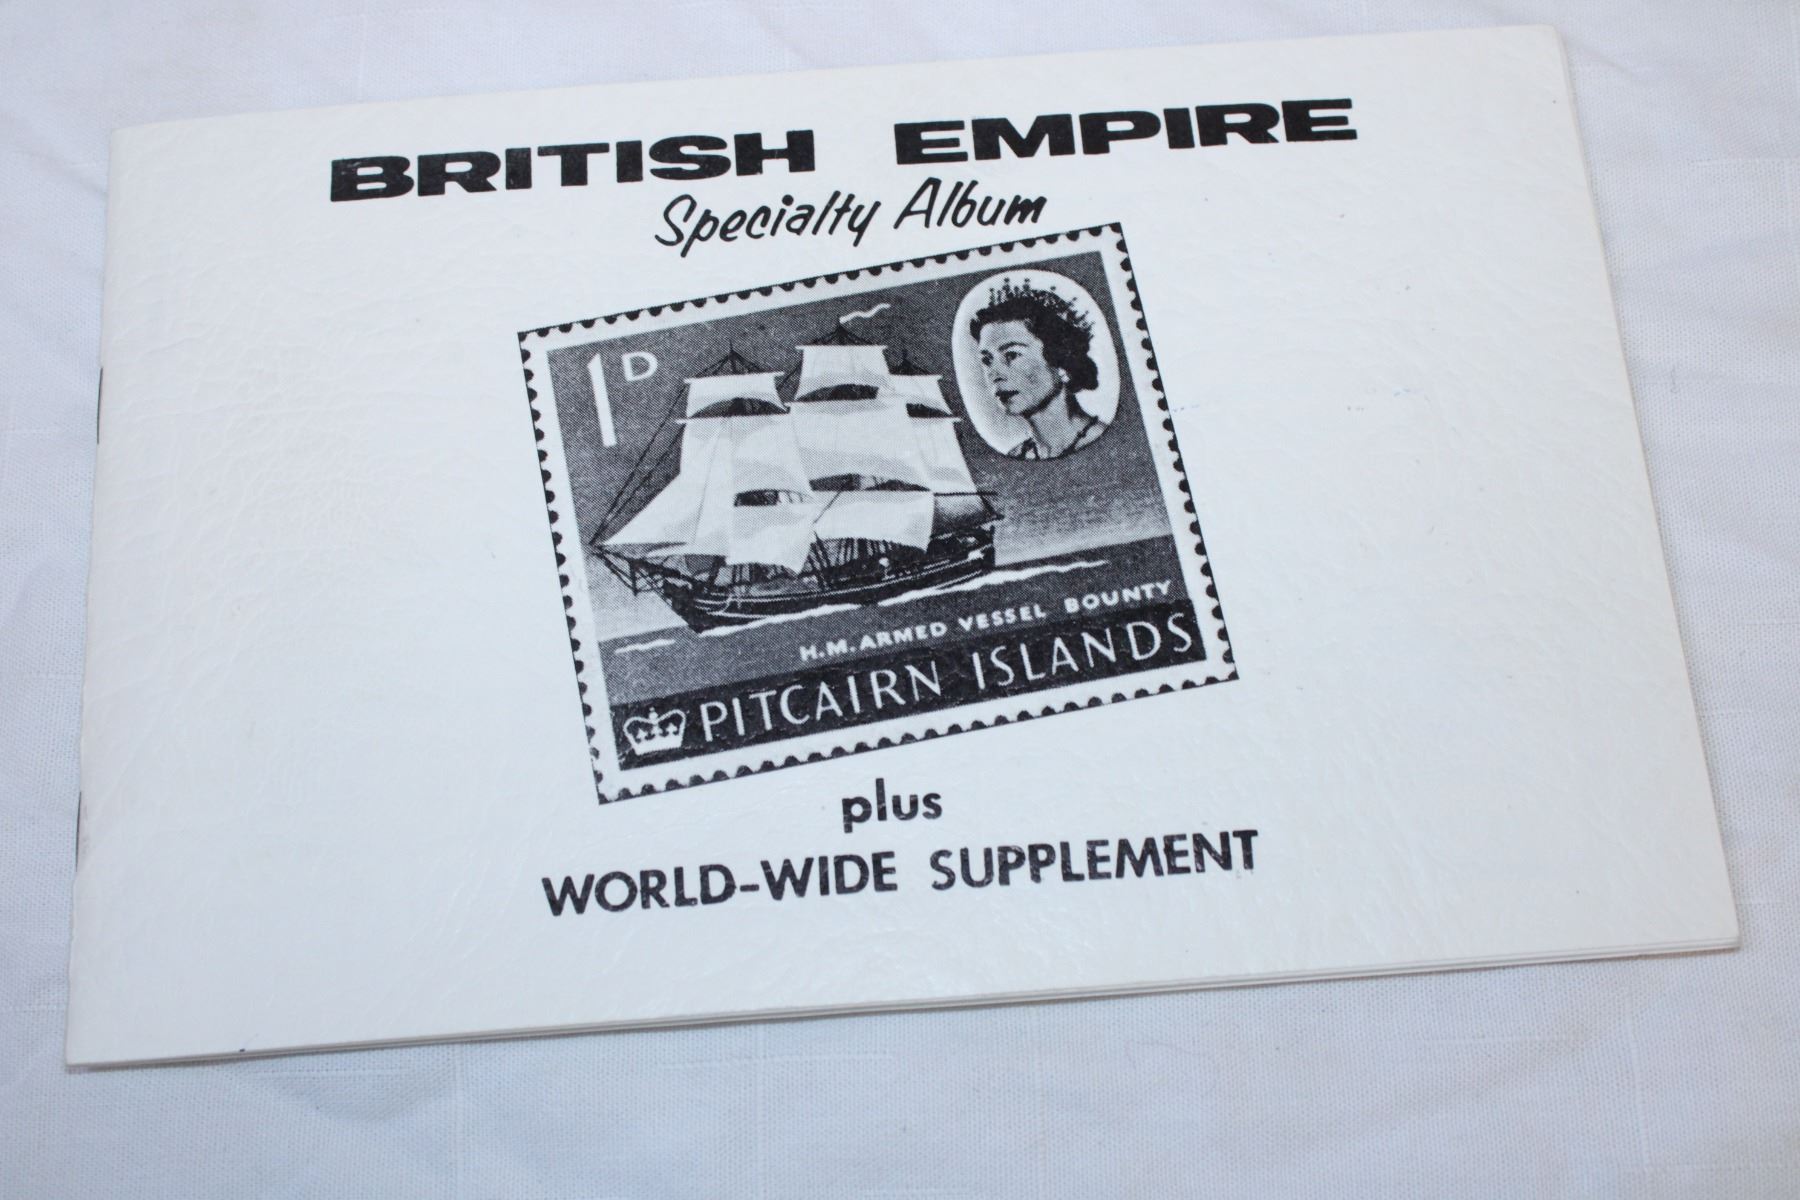 BRITISH EMPIRE
Specialty Album
1D
H.M. ARMED VESSEL BOUNTY
PITCAIRN ISLANDS
plus
WORLD-WIDE SUPPLEMENT